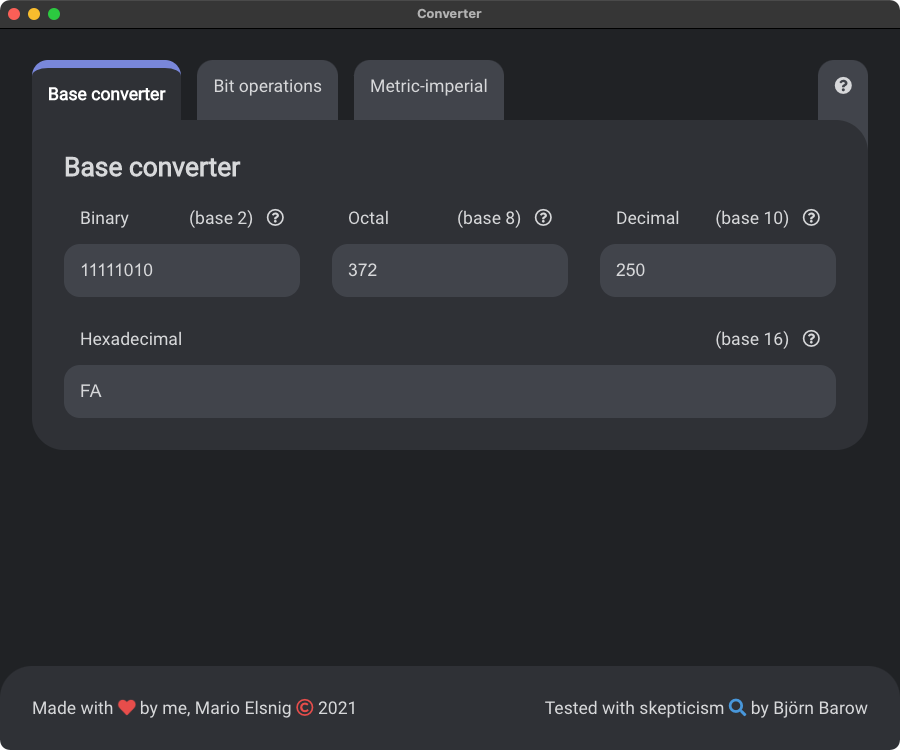 Converter
Base converter
Bit operations
Metric-imperial
Base converter
Binary (base 2)
Octal (base 8)
Decimal (base 10)
11111010
372
250
Hexadecimal (base 16)
FA
Made with ❤ by me, Mario Elsnig © 2021
Tested with skepticism 🔍 by Björn Barow